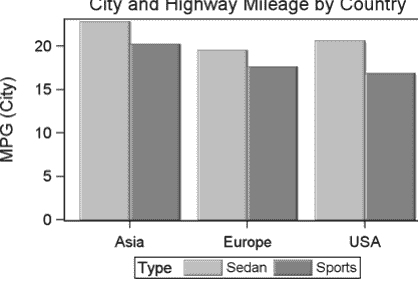 City and Highway Mileage by Country
MPG (City)
20
15
10
5
0
Asia Europe USA
Type Sedan Sports